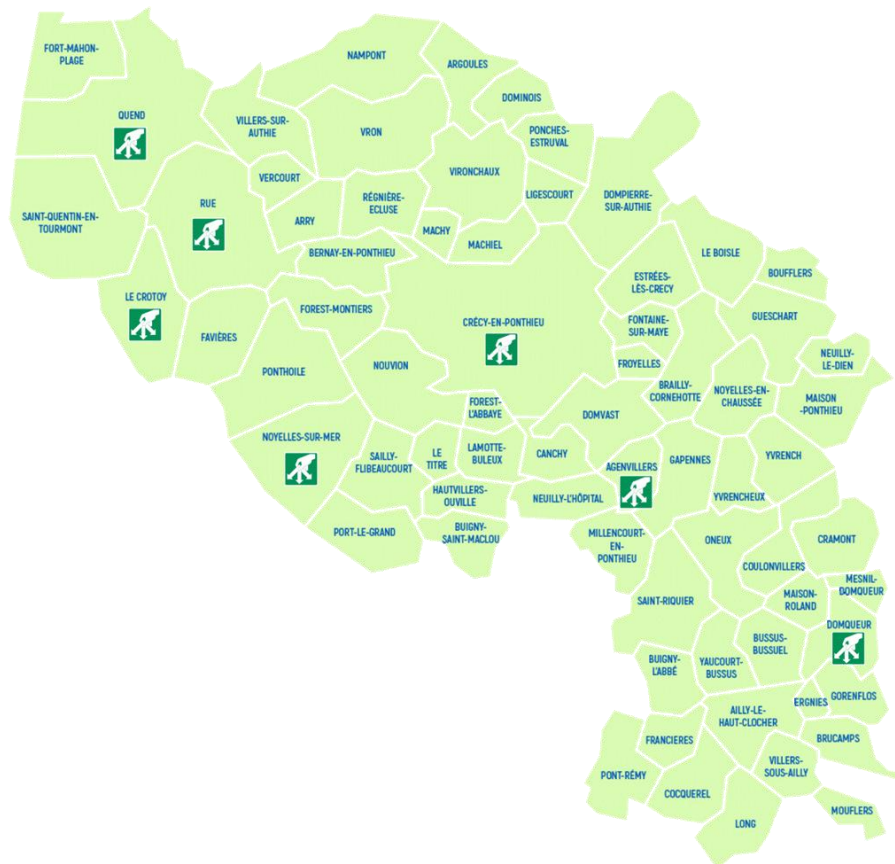 FORT-MAHON-
PLAGE
NAMPONT
ARGOULES
DOMINOIS
QUEND
VILLERS-SUR-
AUTHIE
VRON
PONCHES-
ESTRUVAL
VERCOURT
VIRONCHAUX
RUE
RÉGNIÈRE-
ECLUSE
LIGESCOURT
DOMPIERRE-
SUR-AUTHIE
SAINT-QUENTIN-EN-
TOURMONT
ARRY
MACHY
MACHIEL
BERNAY-EN-PONTHIEU
LE BOISLE
BOUFFLERS
ESTRÉES-
LÈS-CRECY
LE CROTOY
FOREST-MONTIERS
CRÉCY-EN-PONTHIEU
FONTAINE-
SUR-MAYE
GUESCHART
FAVIÈRES
PONTHOILE
NOUVION
FROYELLES
NEUILLY-
LE-DIEN
BRAILLY-
CORNEHOTTE
NOYELLES-EN-
CHAUSSÉE
MAISON
-PONTHIEU
FOREST-
L'ABBAYE
DOMVAST
NOYELLES-SUR-MER
SAILLY-
FLIBEAUCOURT
LE
TITRE
LAMOTTE-
BULEUX
CANCHY
AGENVILLERS
GAPENNES
YVRENCH
HAUTVILLERS-
OUVILLE
NEUILLY-L'HÔPITAL
YVRENCHEUX
PORT-LE-GRAND
BUIGNY-
SAINT-MACLOU
MILLENCOURT-
EN-
PONTHIEU
ONEUX
CRAMONT
COULONVILLERS
MESNIL-
DOMQUEUR
SAINT-RIQUIER
MAISON-
ROLAND
DOMQUEUR
BUSSUS-
BUSSUEL
BUIGNY-
L'ABBÉ
YAUCOURT-
BUSSUS
ERGNIES
GORENFLOS
AILLY-LE-
HAUT-CLOCHER
FRANCIERES
BRUCAMPS
PONT-RÉMY
VILLERS-
SOUS-AILLY
COCQUEREL
MOUFLERS
LONG